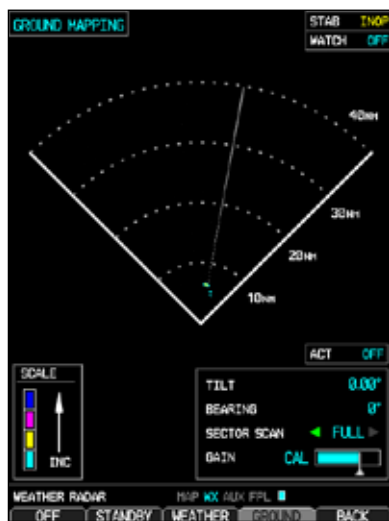 GROUND MAPPING
STAB INOP
WATCH OFF
40NM
30NM
20NM
10NM
ACT OFF
SCALE
INC
TILT 0.00°
BEARING 0°
SECTOR SCAN FULL
GAIN CAL
WEATHER RADAR MAP WX AUX FPL
OFF STANDBY WEATHER GROUND BACK